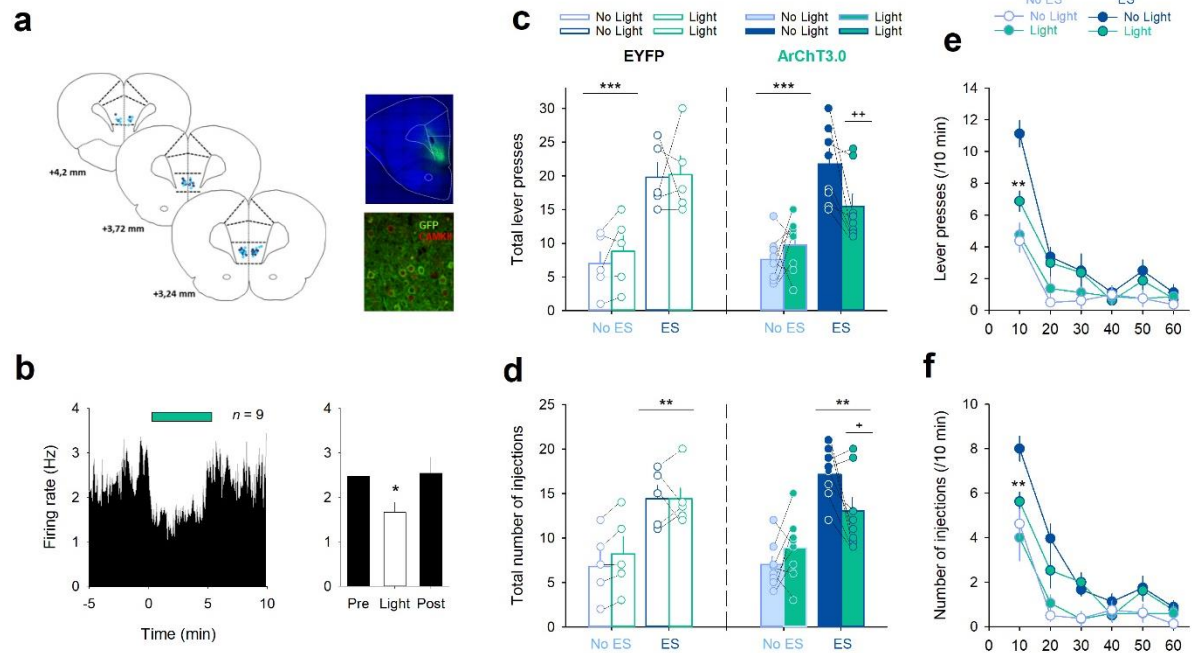 a
+4,2 mm
+3,72 mm
+3,24 mm
GFP
b
Firing rate (Hz)
4
3
2
1
0
n = 9
-5
0
5
10
Time (min)
4
3
2
1
0
*
Pre
Light
Post
c
No Light
Light
No Light
Light
No Light
Light
No Light
Light
EYFP
ArChT3.0
Total lever presses
30
25
20
15
10
5
0
***
***
++
No ES
ES
No ES
ES
d
Total number of injections
25
20
15
10
5
0
**
**
+
No ES
ES
No ES
ES
No ES
ES
No Light
No Light
Light
Light
e
Lever presses (/10 min)
14
12
10
8
6
4
2
0
**
0
10
20
30
40
50
60
f
Number of injections (/10 min)
10
8
6
4
2
0
**
0
10
20
30
40
50
60